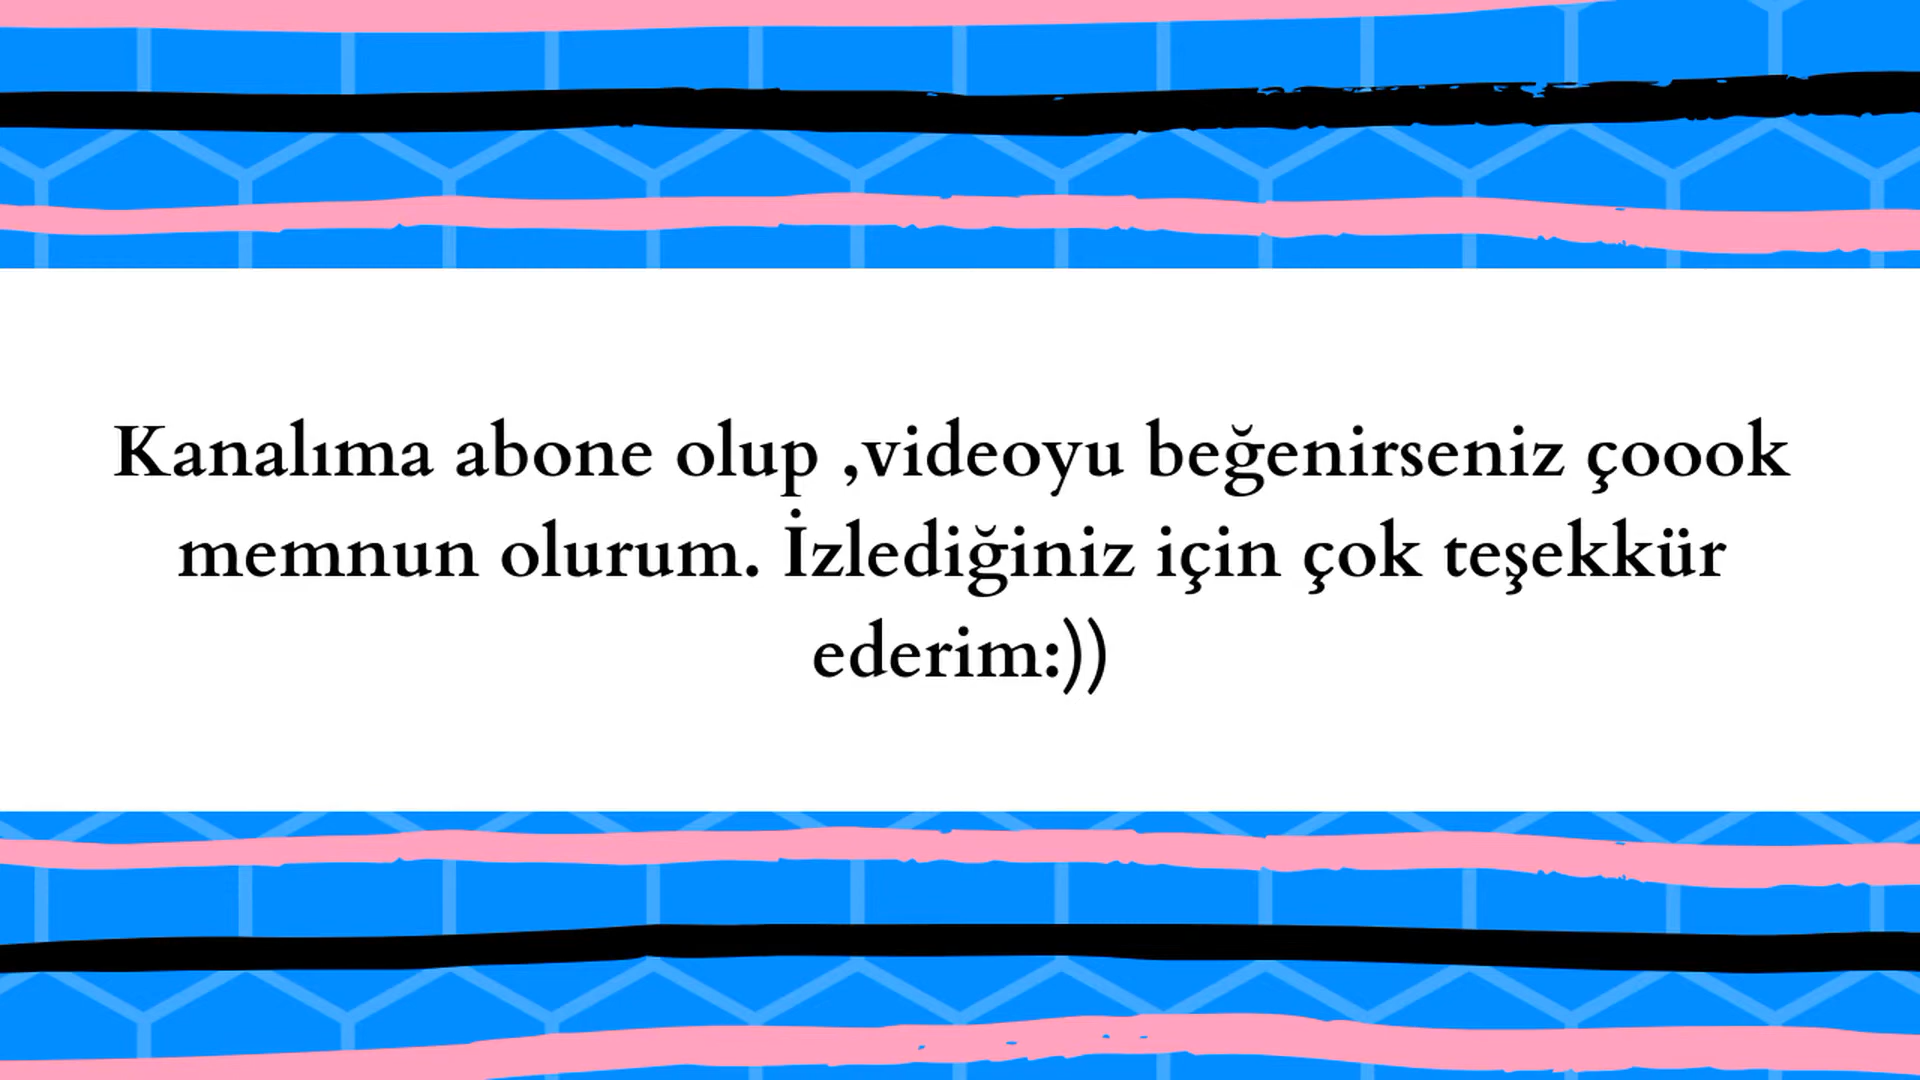 Kanalıma abone olup ,videoyu beğenirseniz çoook
memnun olurum. İzlediğiniz için çok teşekkür
ederim:))